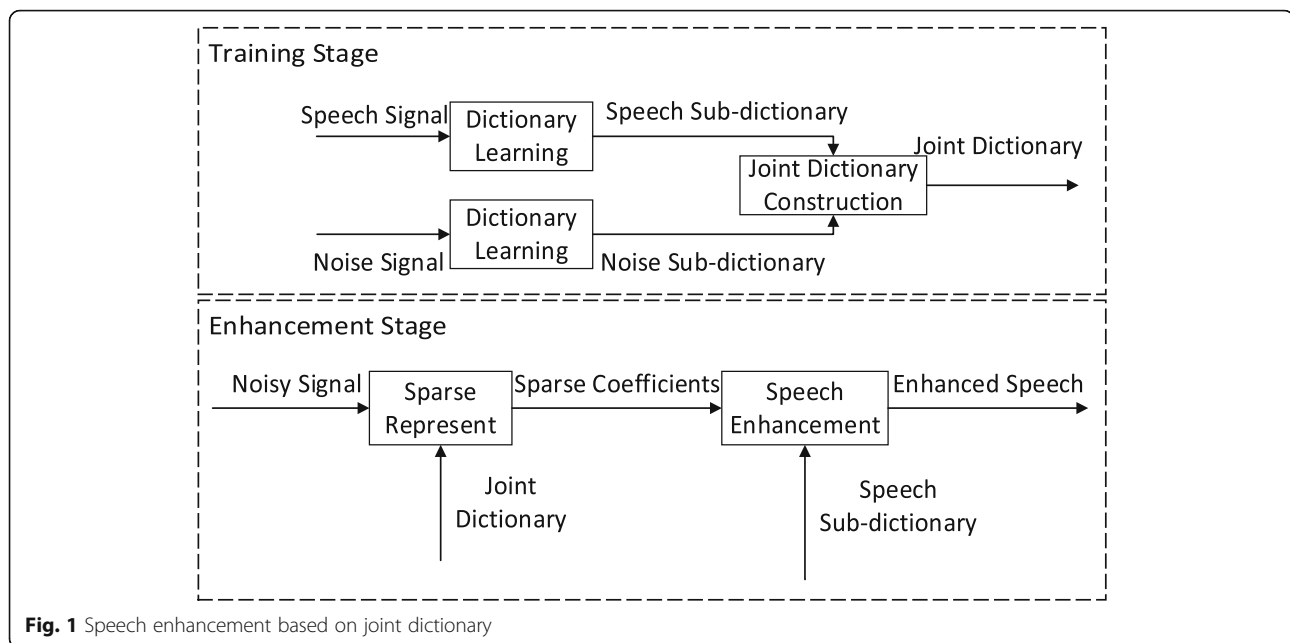 Training Stage
Speech Signal
Dictionary
Learning
Speech Sub-dictionary
Joint Dictionary
Construction
Joint Dictionary
Noise Signal
Dictionary
Learning
Noise Sub-dictionary
Enhancement Stage
Noisy Signal
Sparse
Represent
Sparse Coefficients
Speech
Enhancement
Enhanced Speech
Joint
Dictionary
Speech
Sub-dictionary
Fig. 1 Speech enhancement based on joint dictionary